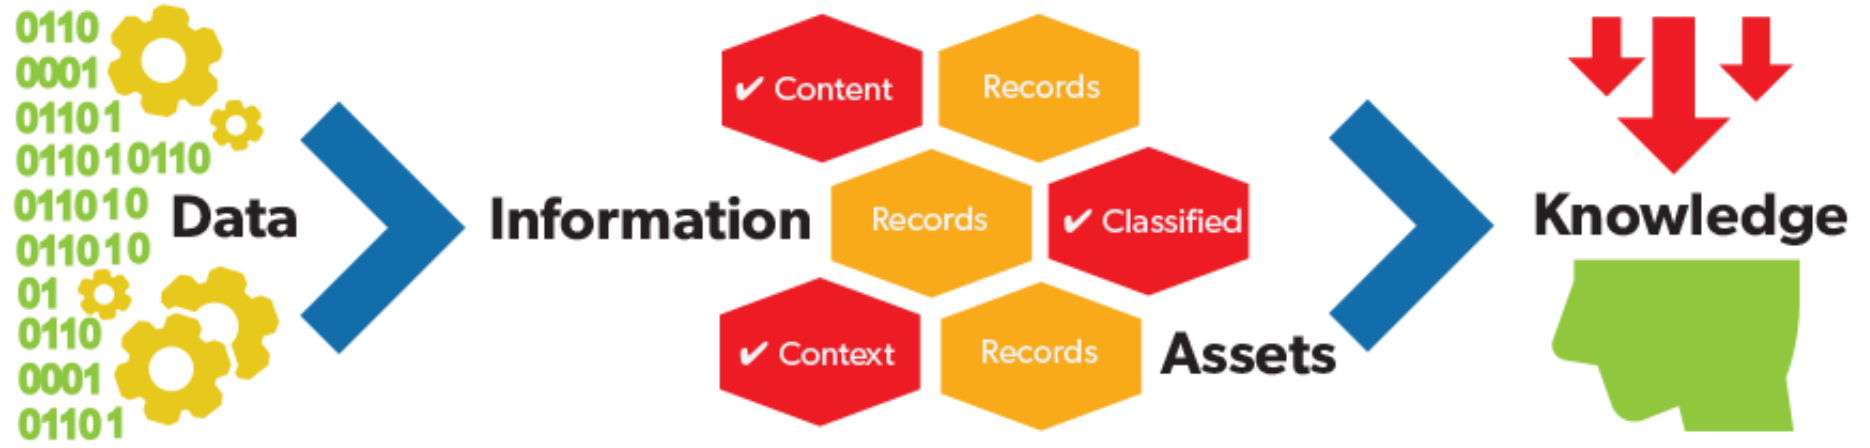 0110
0001
01101
011010110
011010
011010
01
0110
0001
01101
Data
Information
✔ Content
Records
Records
✔ Classified
✔ Context
Records
Assets
Knowledge